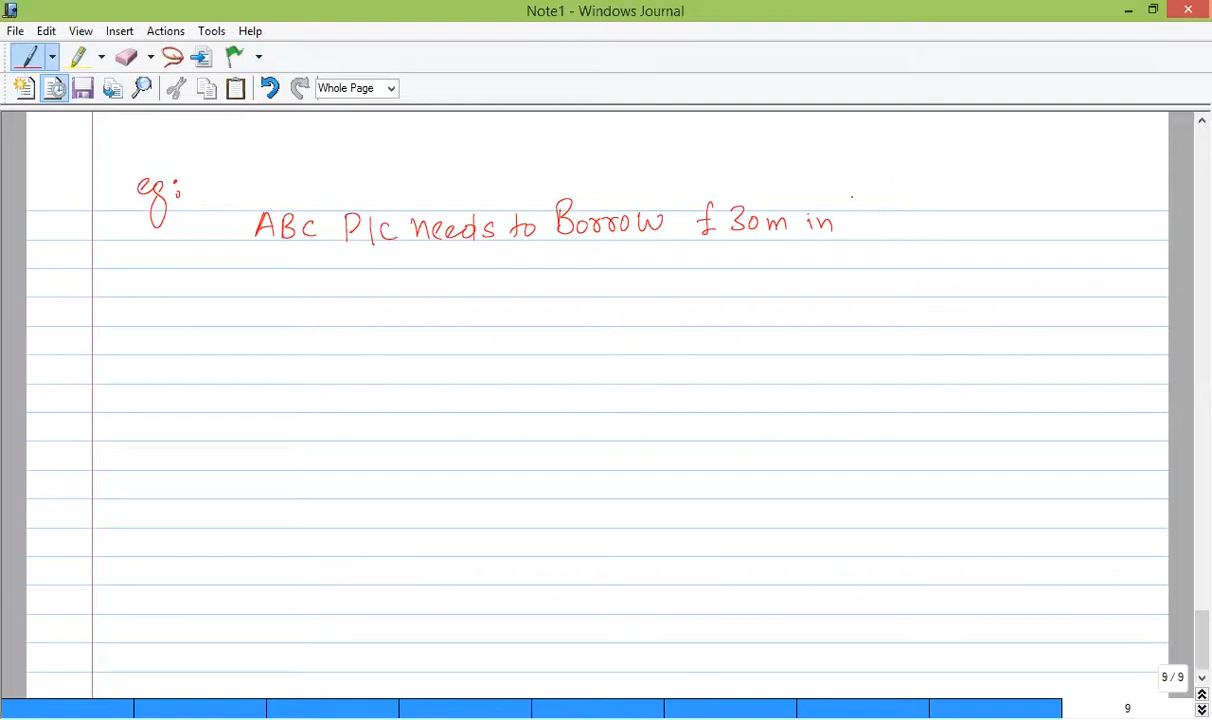 Note1 - Windows Journal
File Edit View Insert Actions Tools Help
Whole Page
eg:
ABC Plc needs to Borrow £30m in
9 / 9
9